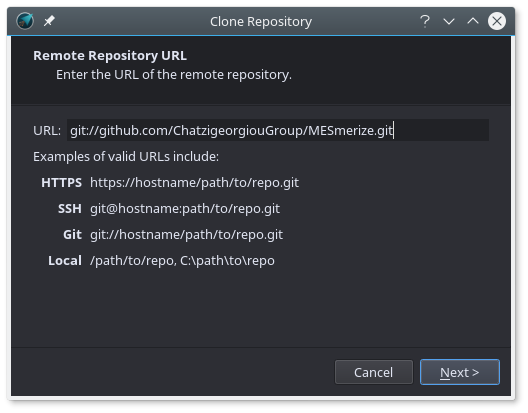 Clone Repository
Remote Repository URL
Enter the URL of the remote repository.
URL: git://github.com/ChatzigeorgiouGroup/MESmerize.git
Examples of valid URLs include:
HTTPS https://hostname/path/to/repo.git
SSH git@hostname:path/to/repo.git
Git git://hostname/path/to/repo.git
Local /path/to/repo, C:\path\to\repo
Cancel Next >